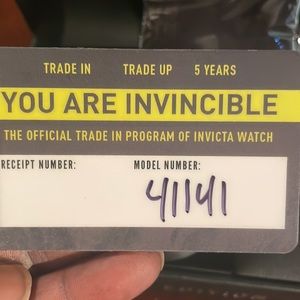 TRADE IN TRADE UP 5 YEARS
YOU ARE INVINCIBLE
THE OFFICIAL TRADE IN PROGRAM OF INVICTA WATCH
RECEIPT NUMBER: MODEL NUMBER:
41141